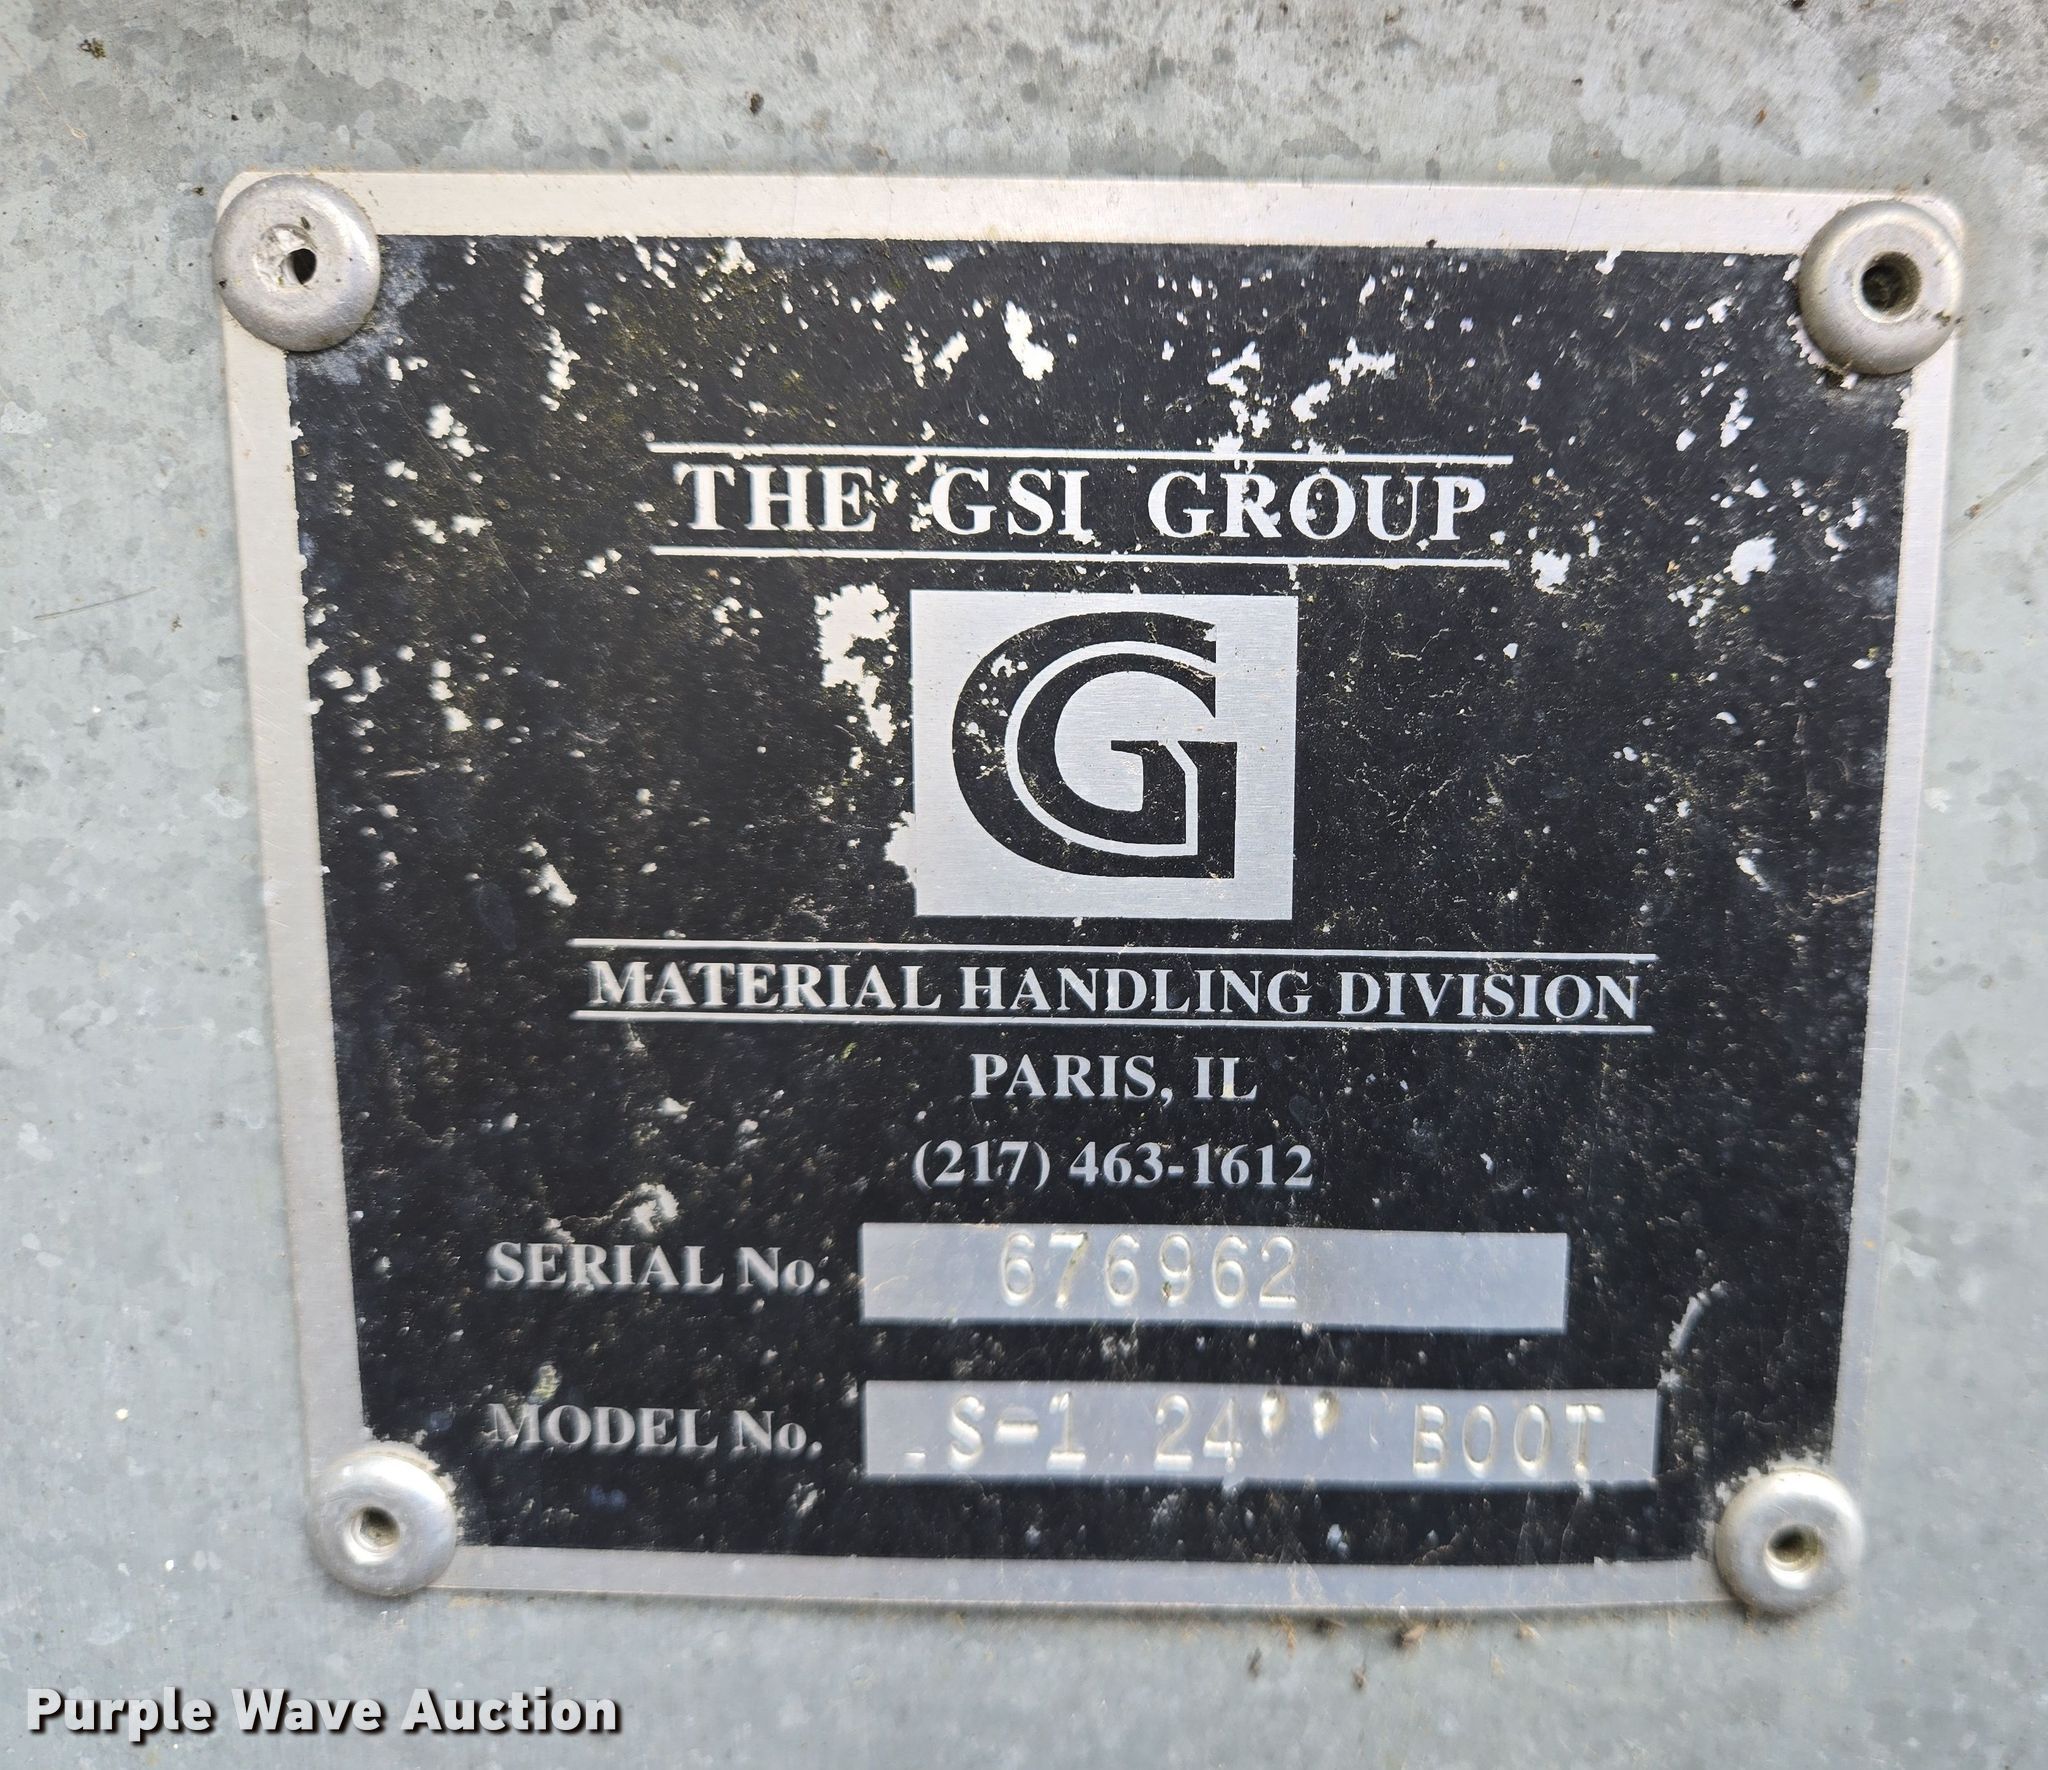 THE GSI GROUP
G
MATERIAL HANDLING DIVISION
PARIS, IL
(217) 463-1612
SERIAL No. 676962
MODEL No. .S-1 24'' BOOT
Purple Wave Auction